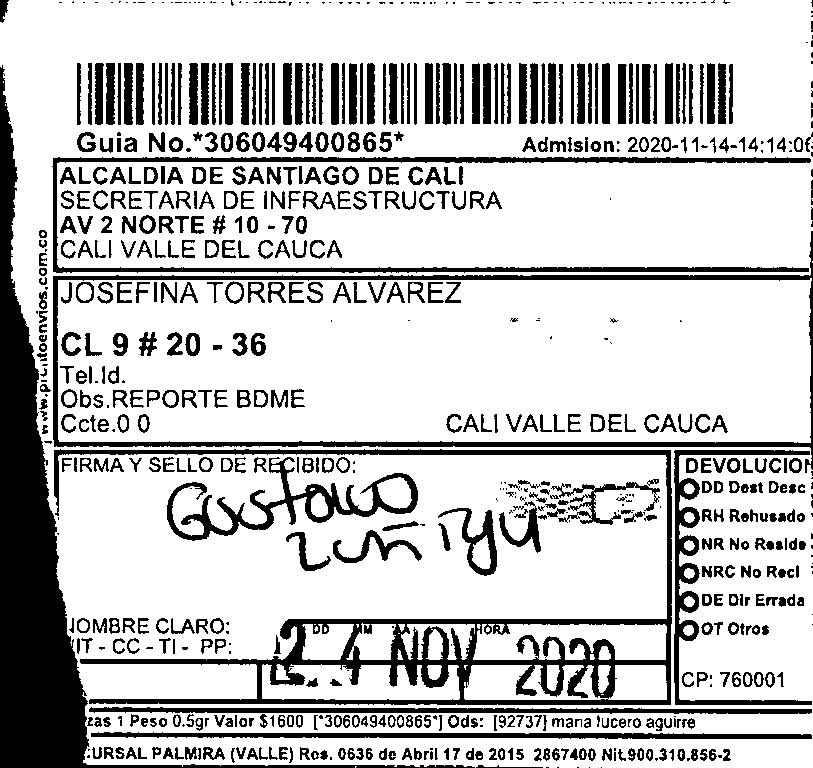 Guia No.*306049400865*
Admision: 2020-11-14-14:14:06
ALCALDIA DE SANTIAGO DE CALI
SECRETARIA DE INFRAESTRUCTURA
AV 2 NORTE # 10 - 70
CALI VALLE DEL CAUCA
JOSEFINA TORRES ALVAREZ
CL 9 # 20 - 36
Tel.Id.
Obs.REPORTE BDME
Ccte.0 0
CALI VALLE DEL CAUCA
FIRMA Y SELLO DE RECIBIDO:
Gustavo
Zuñiga
NOMBRE CLARO:
NIT - CC - TI - PP:
DD MM AA HORA
24 NOV 2020
DEVOLUCION
DD Dest Desc
RH Rehusado
NR No Reside
NRC No Recl
DE Dir Errada
OT Otros
CP: 760001
zas 1 Peso 0.5gr Valor $1600 [*306049400865*] Ods: [92737] maria lucero aguirre
URSAL PALMIRA (VALLE) Res. 0636 de Abril 17 de 2015 2867400 Nit.900.310.856-2